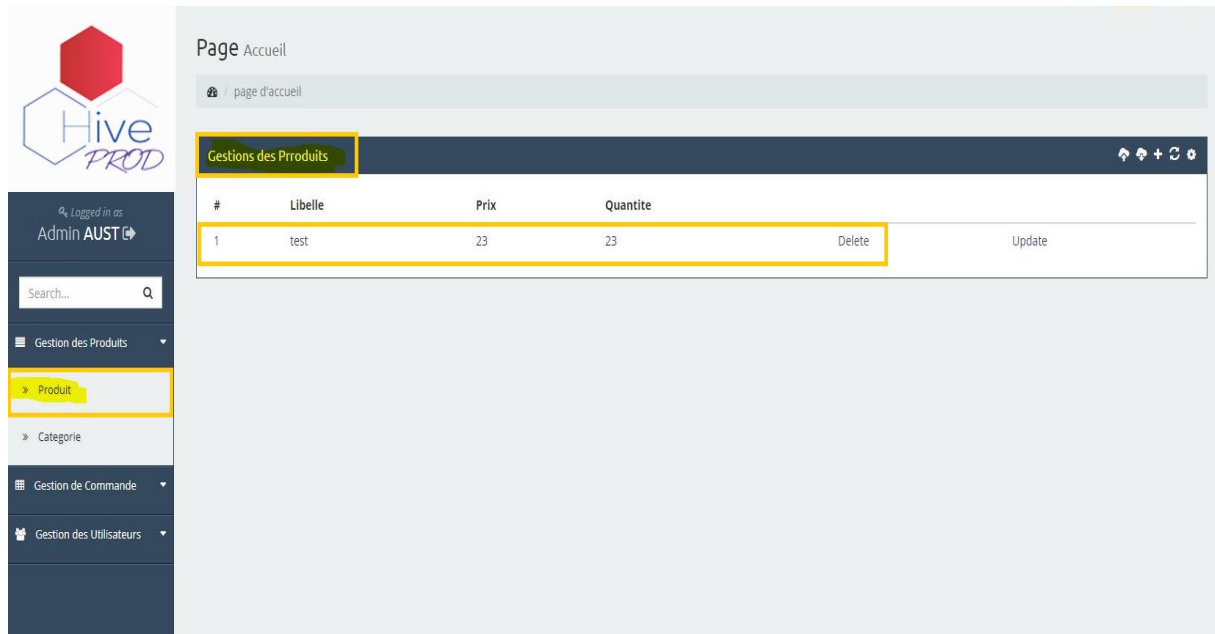 Hive
PROD
Logged in as
Admin AUST
Search...
Gestion des Produits
» Produit
» Categorie
Gestion de Commande
Gestion des Utilisateurs
Page Accueil
/ page d'accueil
Gestions des Prroduits
# Libelle Prix Quantite
1 test 23 23 Delete Update